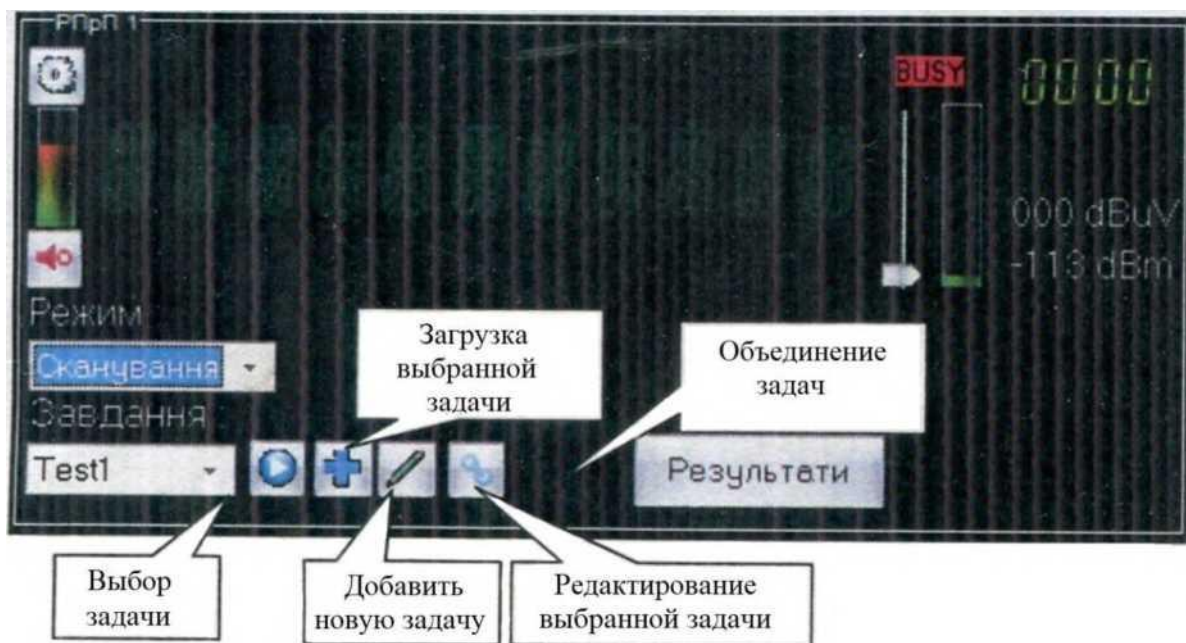 РПрП 1
BUSY
00 00
000 dBuV
-113 dBm
Режим
Сканування
Завдання
Test1
Результати
Загрузка
выбранной
задачи
Объединение
задач
Выбор
задачи
Добавить
новую задачу
Редактирование
выбранной задачи